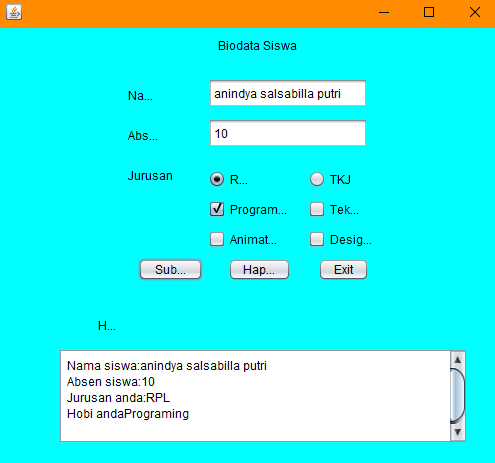 Biodata Siswa
Na... anindya salsabilla putri
Abs... 10
Jurusan R... TKJ
Program... Tek...
Animat... Desig...
Sub... Hap... Exit
H...
Nama siswa:anindya salsabilla putri
Absen siswa:10
Jurusan anda:RPL
Hobi andaPrograming